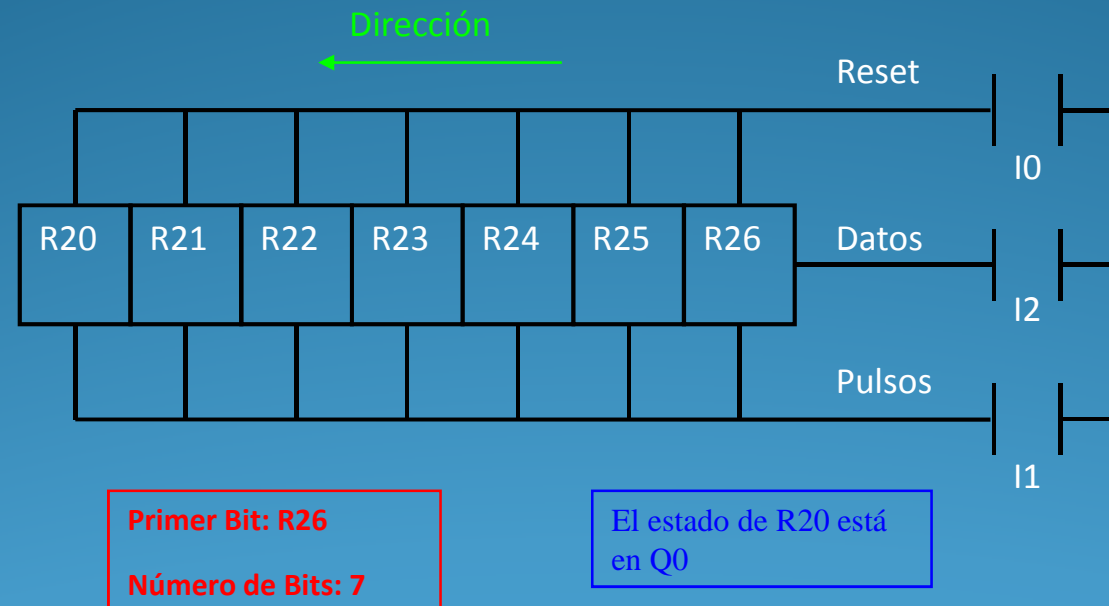 Dirección
Reset
I0
R20 R21 R22 R23 R24 R25 R26
Datos
I2
Pulsos
I1
Primer Bit: R26
Número de Bits: 7
El estado de R20 está
en Q0